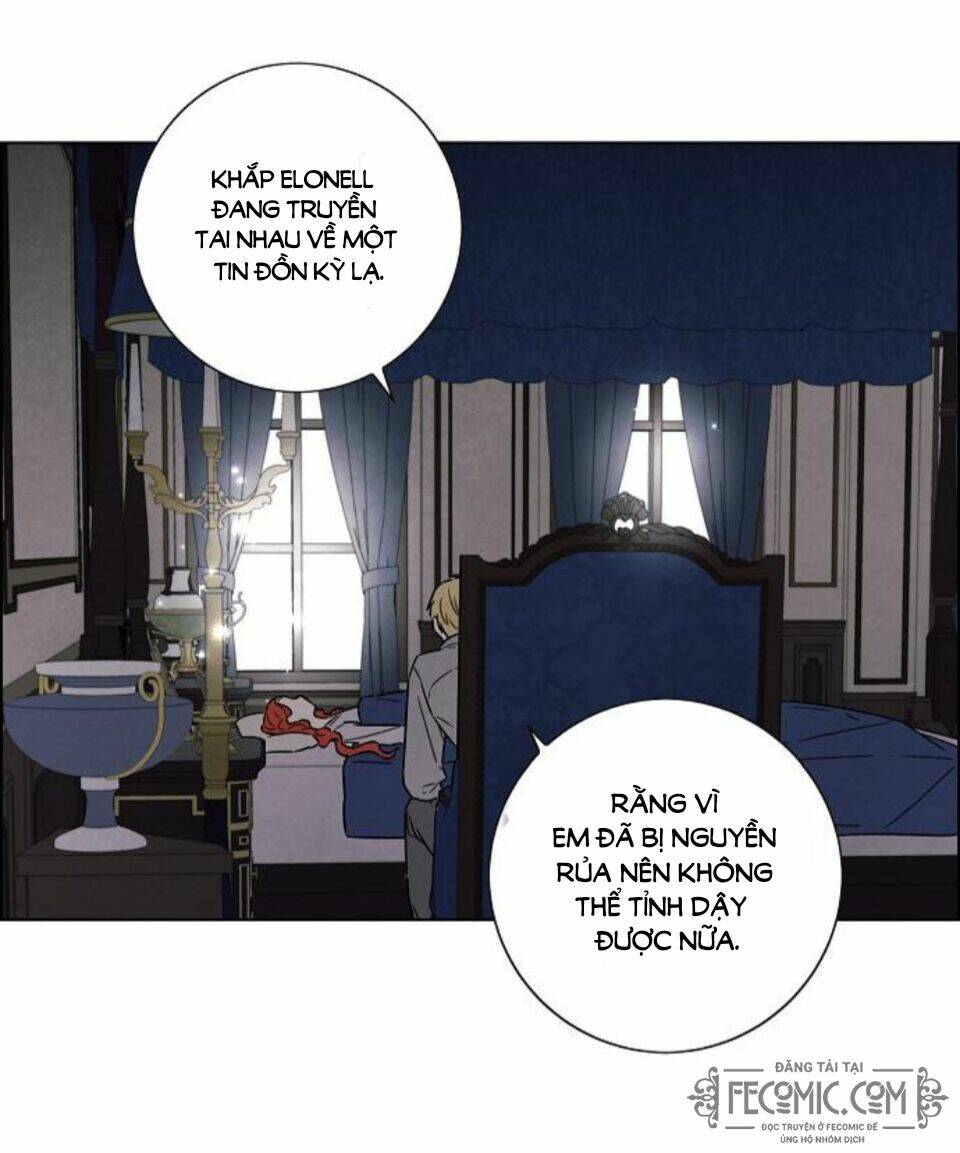 KHẮP ELONELL
ĐANG TRUYỀN
TAI NHAU VỀ MỘT
TIN ĐỒN KỲ LẠ.
RẰNG VÌ
EM ĐÃ BỊ NGUYỀN
RỦA NÊN KHÔNG
THỂ TỈNH DẬY
ĐƯỢC NỮA.
ĐĂNG TẢI TẠI
FECOMIC.COM
ĐỌC TRUYỆN Ở FECOMIC ĐỂ
ỦNG HỘ NHÓM DỊCH